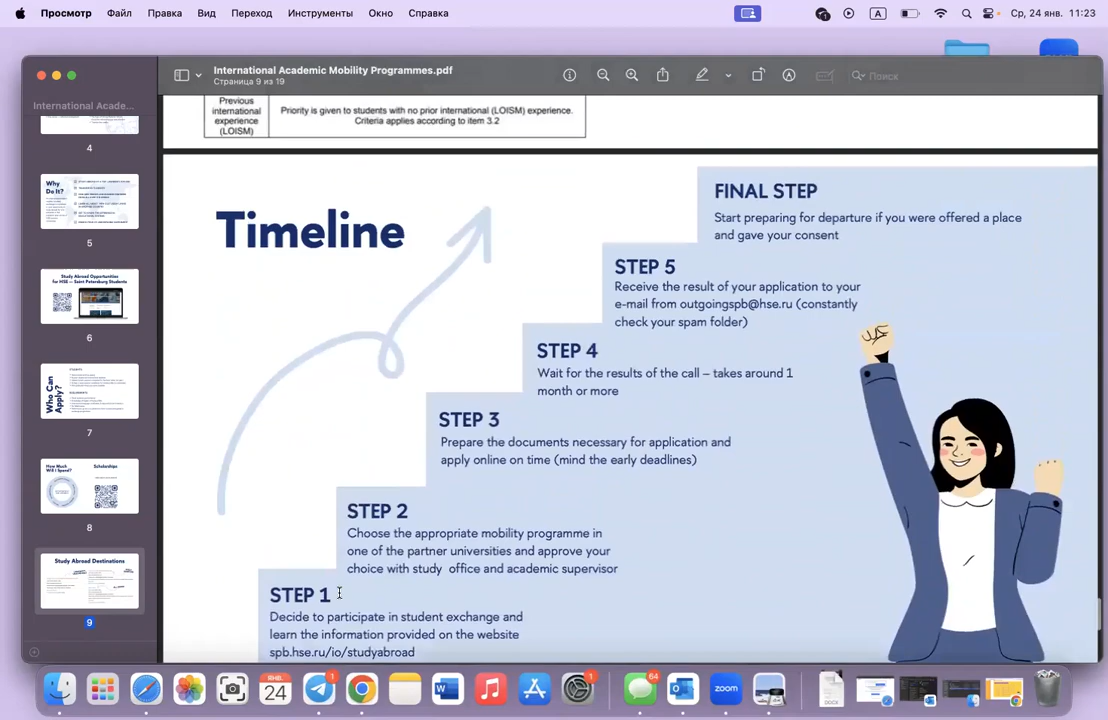 Просмотр Файл Правка Вид Переход Инструменты Окно Справка
1 A Ср, 24 янв. 11:23
International Academic Mobility Programmes.pdf
Страница 9 из 19
Поиск
International Acade...
4
Why Do It?
5
Study Abroad Opportunities
for HSE — Saint Petersburg Students
6
Who Can Apply?
7
How Much
Will I Spend?
Scholarships
8
Study Abroad Destinations
9
Previous
international
experience
(LOISM)
Priority is given to students with no prior international (LOISM) experience.
Criteria applies according to item 3.2
Timeline
FINAL STEP
Start preparing for departure if you were offered a place
and gave your consent
STEP 5
Receive the result of your application to your
e-mail from outgoingspb@hse.ru (constantly
check your spam folder)
STEP 4
Wait for the results of the call – takes around 1
month or more
STEP 3
Prepare the documents necessary for application and
apply online on time (mind the early deadlines)
STEP 2
Choose the appropriate mobility programme in
one of the partner universities and approve your
choice with study office and academic supervisor
STEP 1
Decide to participate in student exchange and
learn the information provided on the website
spb.hse.ru/io/studyabroad
ЯНВ.
24
1
W
1
64
zoom
DOCX